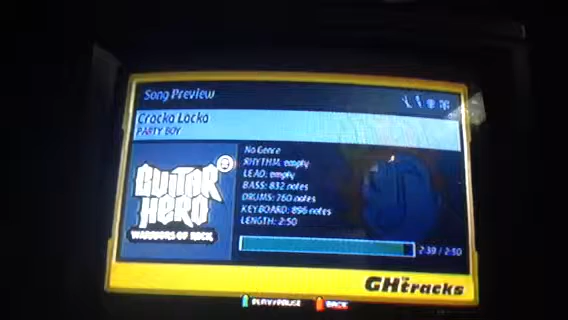 Song Preview
Cracka Lacka
PARTY BOY
No Genre
RHYTHM: empty
LEAD: empty
BASS: 832 notes
DRUMS: 760 notes
KEYBOARD: 896 notes
LENGTH: 2:50
GUITAR
HERO
WARRIORS OF ROCK
2:39 / 2:50
GHtracks
PLAY/PAUSE
BACK